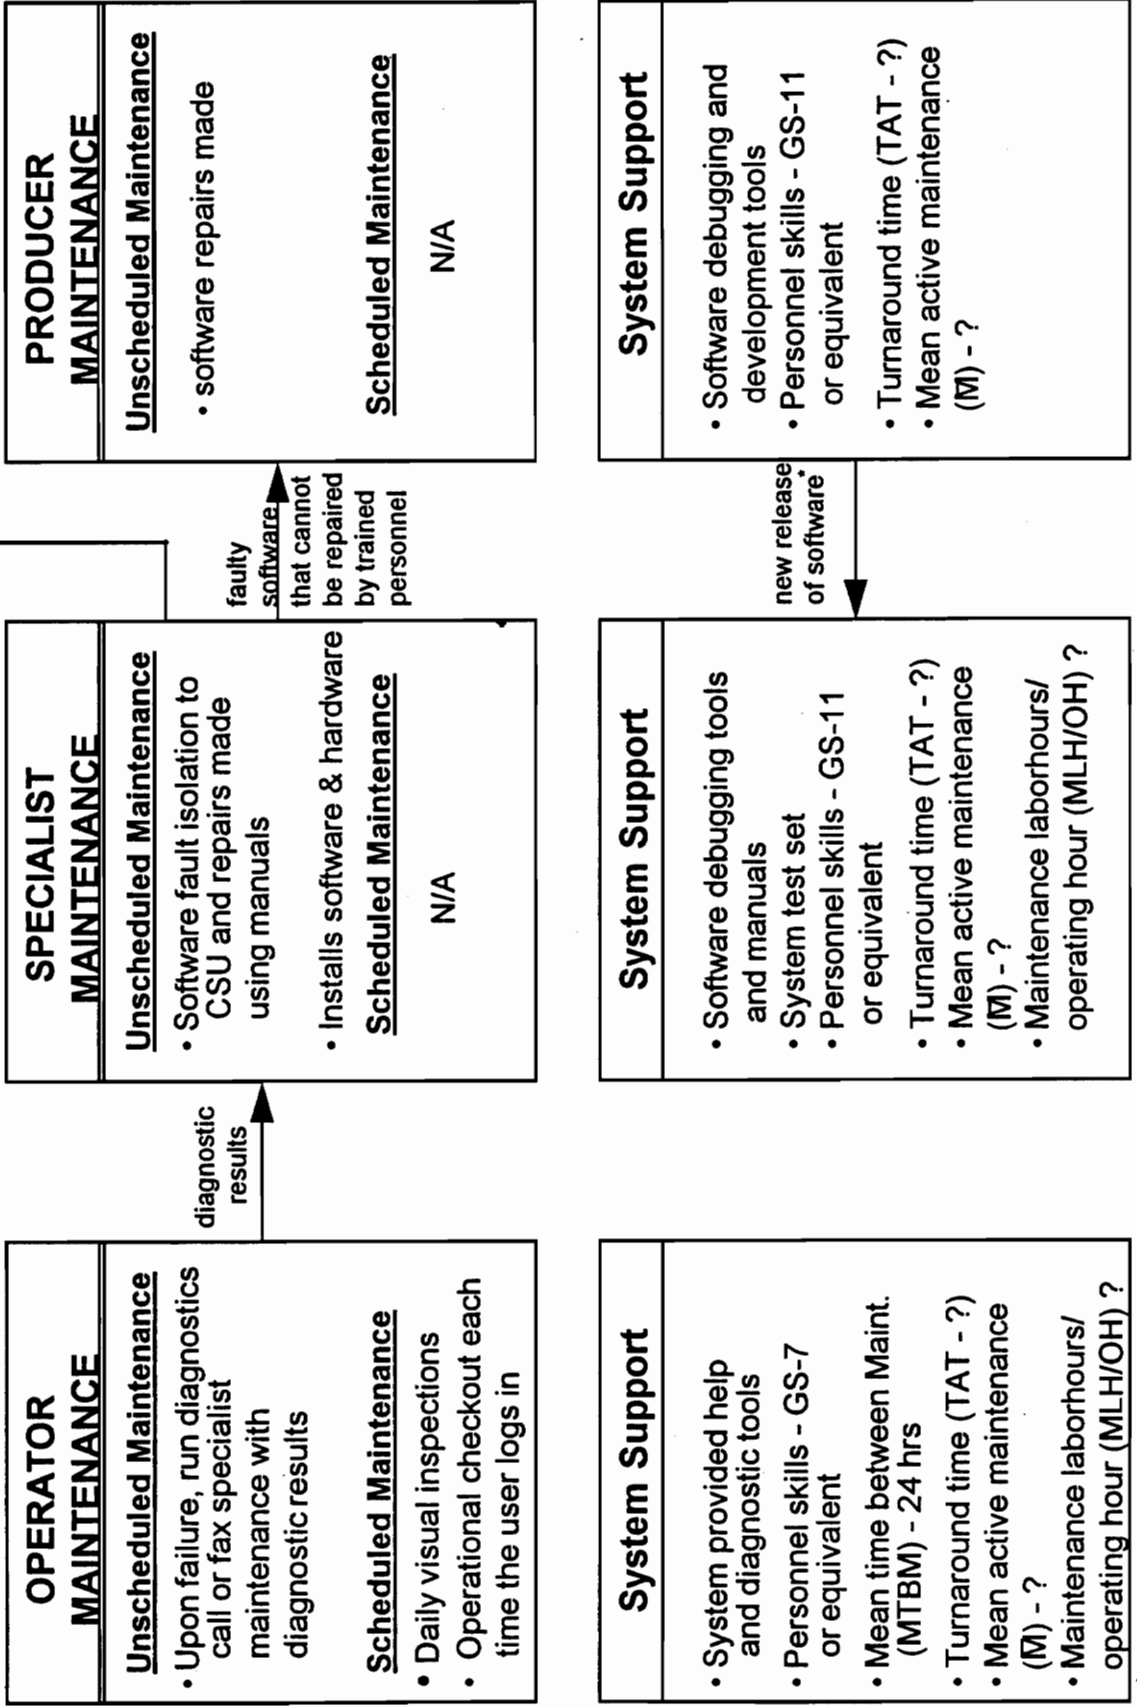 OPERATOR
MAINTENANCE
Unscheduled Maintenance
• Upon failure, run diagnostics
call or fax specialist
maintenance with
diagnostic results
Scheduled Maintenance
• Daily visual inspections
• Operational checkout each
time the user logs in
diagnostic
results
SPECIALIST
MAINTENANCE
Unscheduled Maintenance
• Software fault isolation to
CSU and repairs made
using manuals
• Installs software & hardware
Scheduled Maintenance
N/A
faulty
software
that cannot
be repaired
by trained
personnel
PRODUCER
MAINTENANCE
Unscheduled Maintenance
• software repairs made
Scheduled Maintenance
N/A
System Support
• System provided help
and diagnostic tools
• Personnel skills - GS-7
or equivalent
• Mean time between Maint.
(MTBM) - 24 hrs
• Turnaround time (TAT - ?)
• Mean active maintenance
(M̅) - ?
• Maintenance laborhours/
operating hour (MLH/OH) ?
System Support
• Software debugging tools
and manuals
• System test set
• Personnel skills - GS-11
or equivalent
• Turnaround time (TAT - ?)
• Mean active maintenance
(M̅) - ?
• Maintenance laborhours/
operating hour (MLH/OH) ?
new release
of software*
System Support
• Software debugging and
development tools
• Personnel skills - GS-11
or equivalent
• Turnaround time (TAT - ?)
• Mean active maintenance
(M̅) - ?